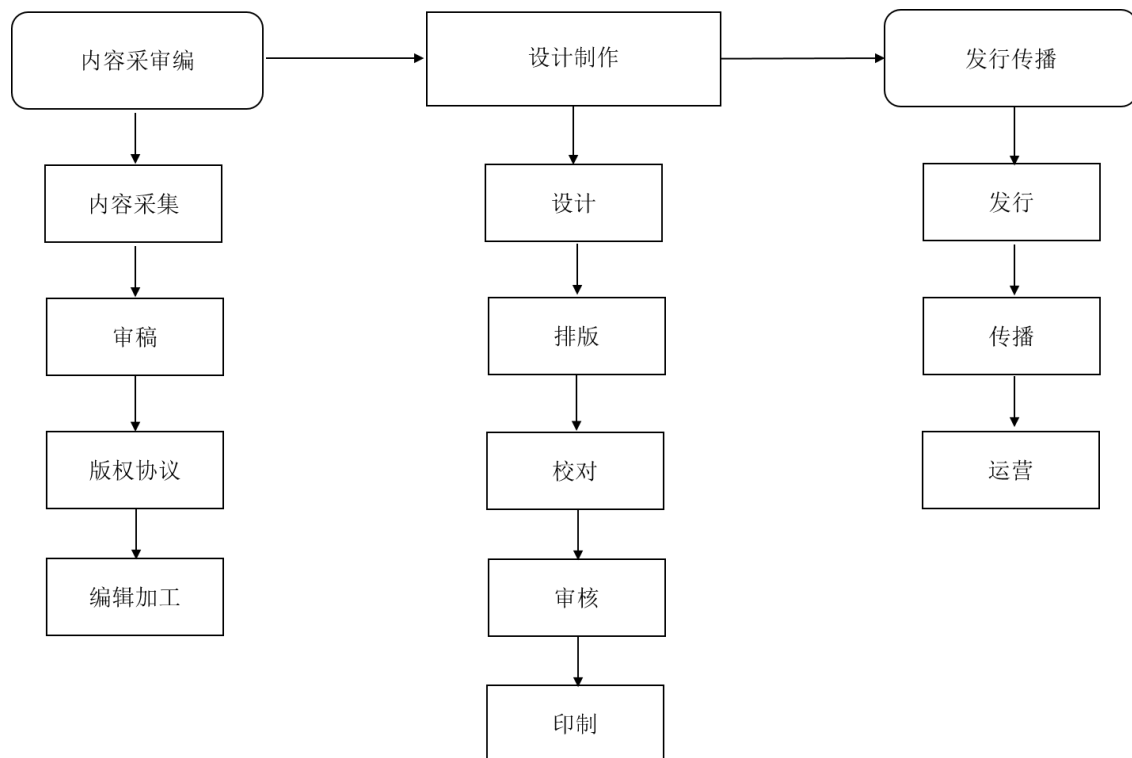 内容采审编
设计制作
发行传播
内容采集
审稿
版权协议
编辑加工
设计
排版
校对
审核
印制
发行
传播
运营